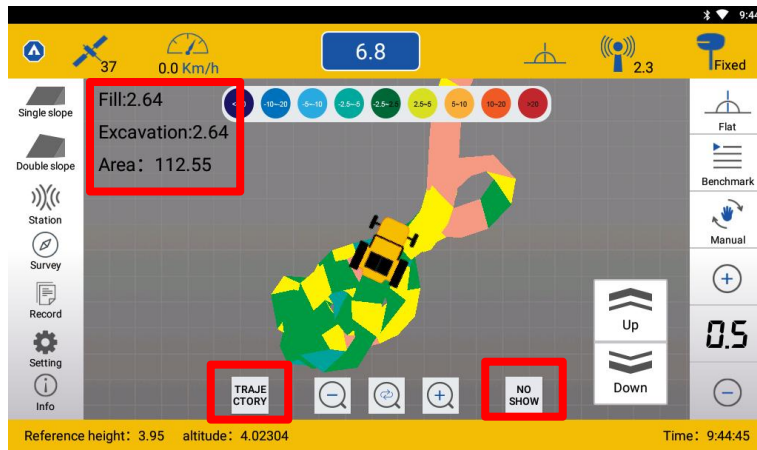 9:44
37
0.0 Km/h
6.8
2.3
Fixed
Single slope
Double slope
Station
Survey
Record
Setting
Info
Fill:2.64
Excavation:2.64
Area: 112.55
-10~-20
-5~-10
-2.5~-5
2.5~5
5~10
10~20
>20
Flat
Benchmark
Manual
0.5
Up
Down
TRAJE
CTORY
NO
SHOW
Reference height: 3.95 altitude: 4.02304
Time: 9:44:45